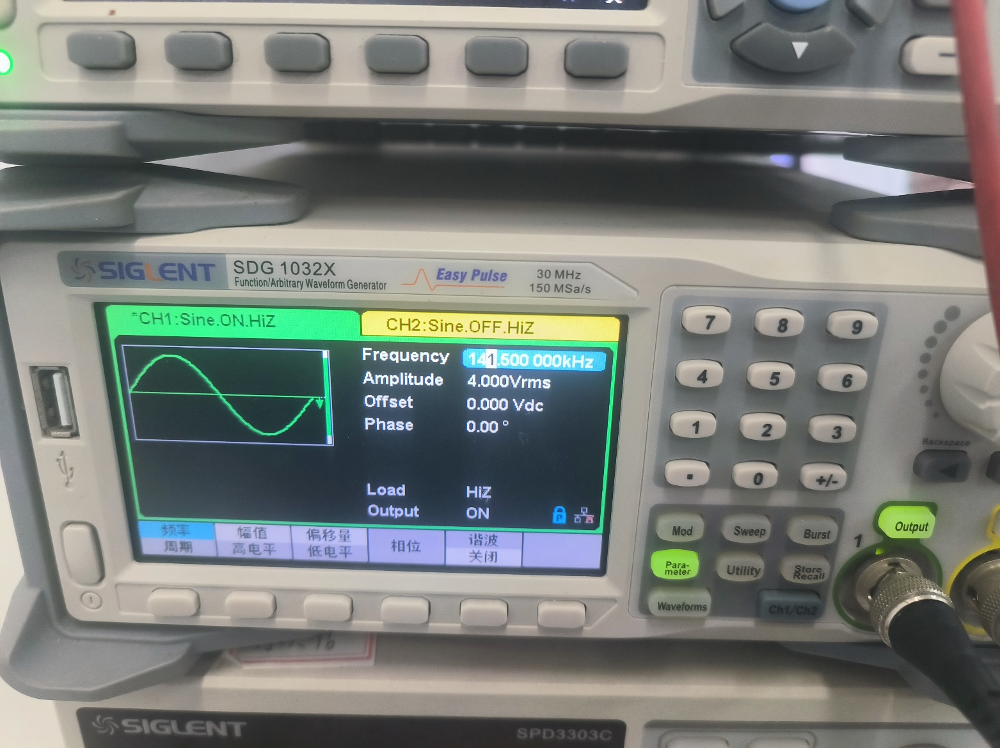 SIGLENT
SDG 1032X
Function/Arbitrary Waveform Generator
Easy Pulse
30 MHz
150 MSa/s
*CH1:Sine.ON.HiZ
CH2:Sine.OFF.HiZ
Frequency 141.500 000kHz
Amplitude 4.000Vrms
Offset 0.000 Vdc
Phase 0.00 °
Load HiZ
Output ON
P
频率 幅值 偏移量 相位 谐波
周期 高电平 低电平 关闭
7 8 9
4 5 6
1 2 3
. 0 +/-
Backspace
Mod Sweep Burst
Para-
meter
Utility
Store
Recall
Waveforms Ch1/Ch2
1
Output
SIGLENT
SPD3303C